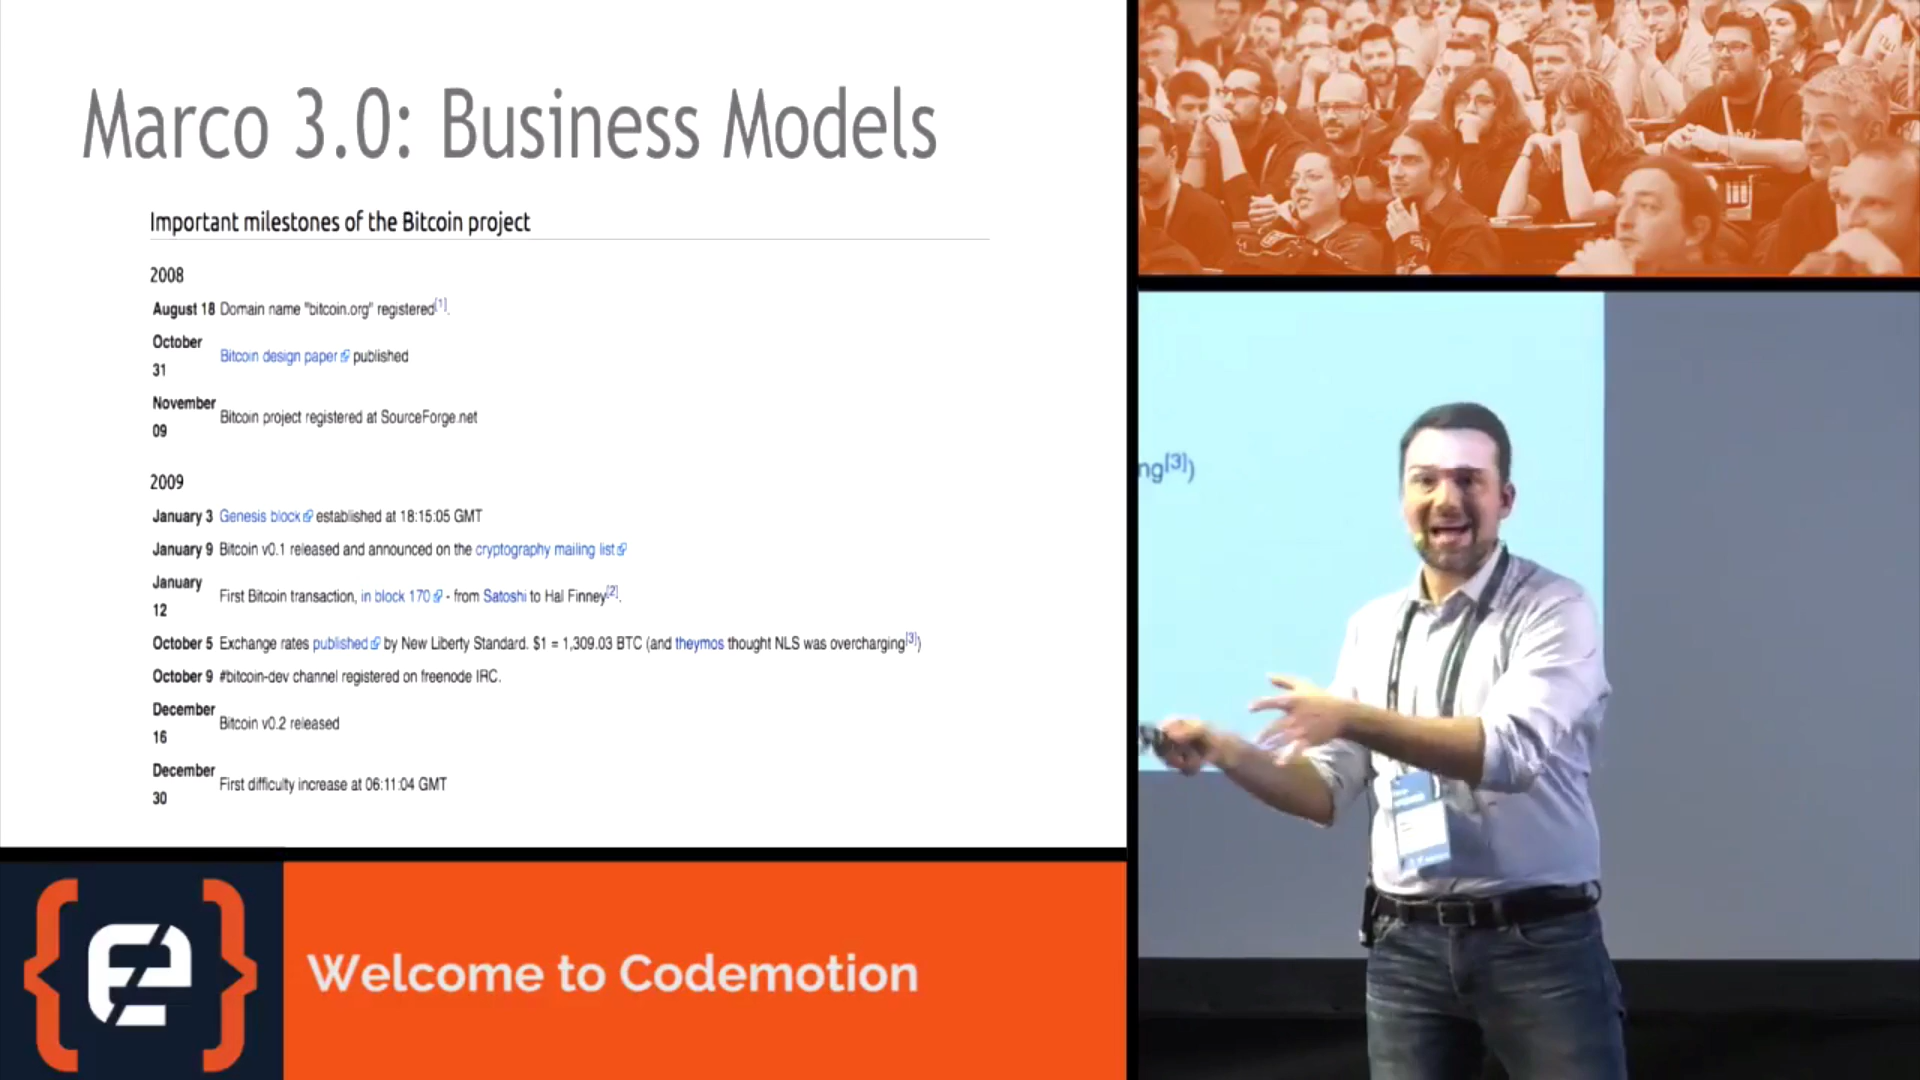 Marco 3.0: Business Models
Important milestones of the Bitcoin project
2008
August 18 Domain name "bitcoin.org" registered[1].
October
31
Bitcoin design paper published
November
09
Bitcoin project registered at SourceForge.net
2009
January 3 Genesis block established at 18:15:05 GMT
January 9 Bitcoin v0.1 released and announced on the cryptography mailing list
January
12
First Bitcoin transaction, in block 170 - from Satoshi to Hal Finney[2].
October 5 Exchange rates published by New Liberty Standard. $1 = 1,309.03 BTC (and theymos thought NLS was overcharging[3])
October 9 #bitcoin-dev channel registered on freenode IRC.
December
16
Bitcoin v0.2 released
December
30
First difficulty increase at 06:11:04 GMT
ng[3])
Welcome to Codemotion